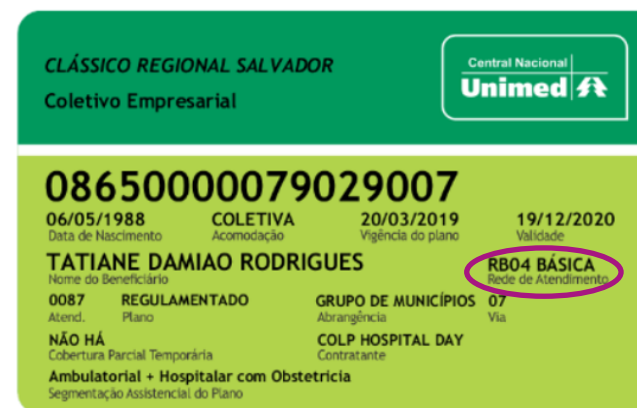 CLÁSSICO REGIONAL SALVADOR
Coletivo Empresarial
Central Nacional
Unimed
08650000079029007
06/05/1988 COLETIVA 20/03/2019 19/12/2020
Data de Nascimento Acomodação Vigência do plano Validade
TATIANE DAMIAO RODRIGUES RB04 BÁSICA
Nome do Beneficiário Rede de Atendimento
0087 REGULAMENTADO GRUPO DE MUNICÍPIOS 07
Atend. Plano Abrangência Via
NÃO HÁ COLP HOSPITAL DAY
Cobertura Parcial Temporária Contratante
Ambulatorial + Hospitalar com Obstetricia
Segmentação Assistencial do Plano